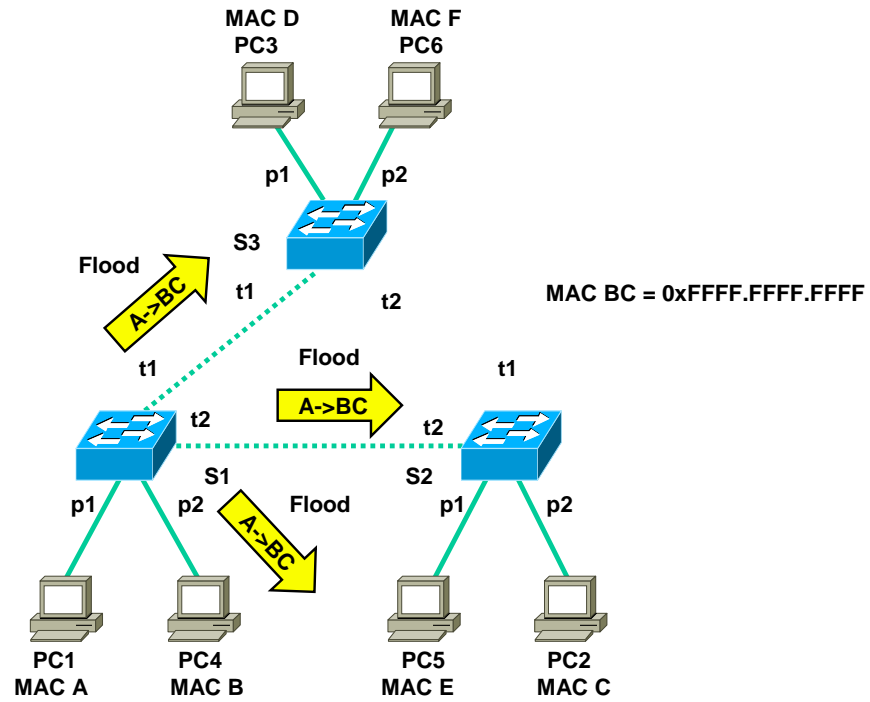 MAC D
PC3
MAC F
PC6
p1
p2
S3
Flood
A->BC
t1
t2
MAC BC = 0xFFFF.FFFF.FFFF
t1
Flood
A->BC
t1
t2
t2
S1
S2
p1
p2
Flood
A->BC
p1
p2
PC1
MAC A
PC4
MAC B
PC5
MAC E
PC2
MAC C